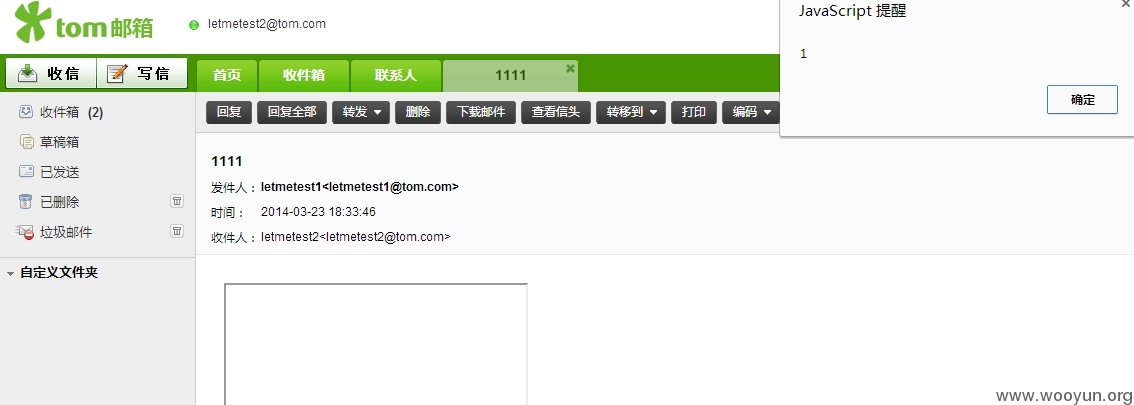 tom邮箱
letmetest2@tom.com
JavaScript 提醒
1
确定
收信 写信
首页 收件箱 联系人 1111
回复 回复全部 转发 删除 下载邮件 查看信头 转移到 打印 编码
收件箱 (2)
草稿箱
已发送
已删除
垃圾邮件
自定义文件夹
1111
发件人：letmetest1<letmetest1@tom.com>
时间： 2014-03-23 18:33:46
收件人：letmetest2<letmetest2@tom.com>
www.wooyun.org